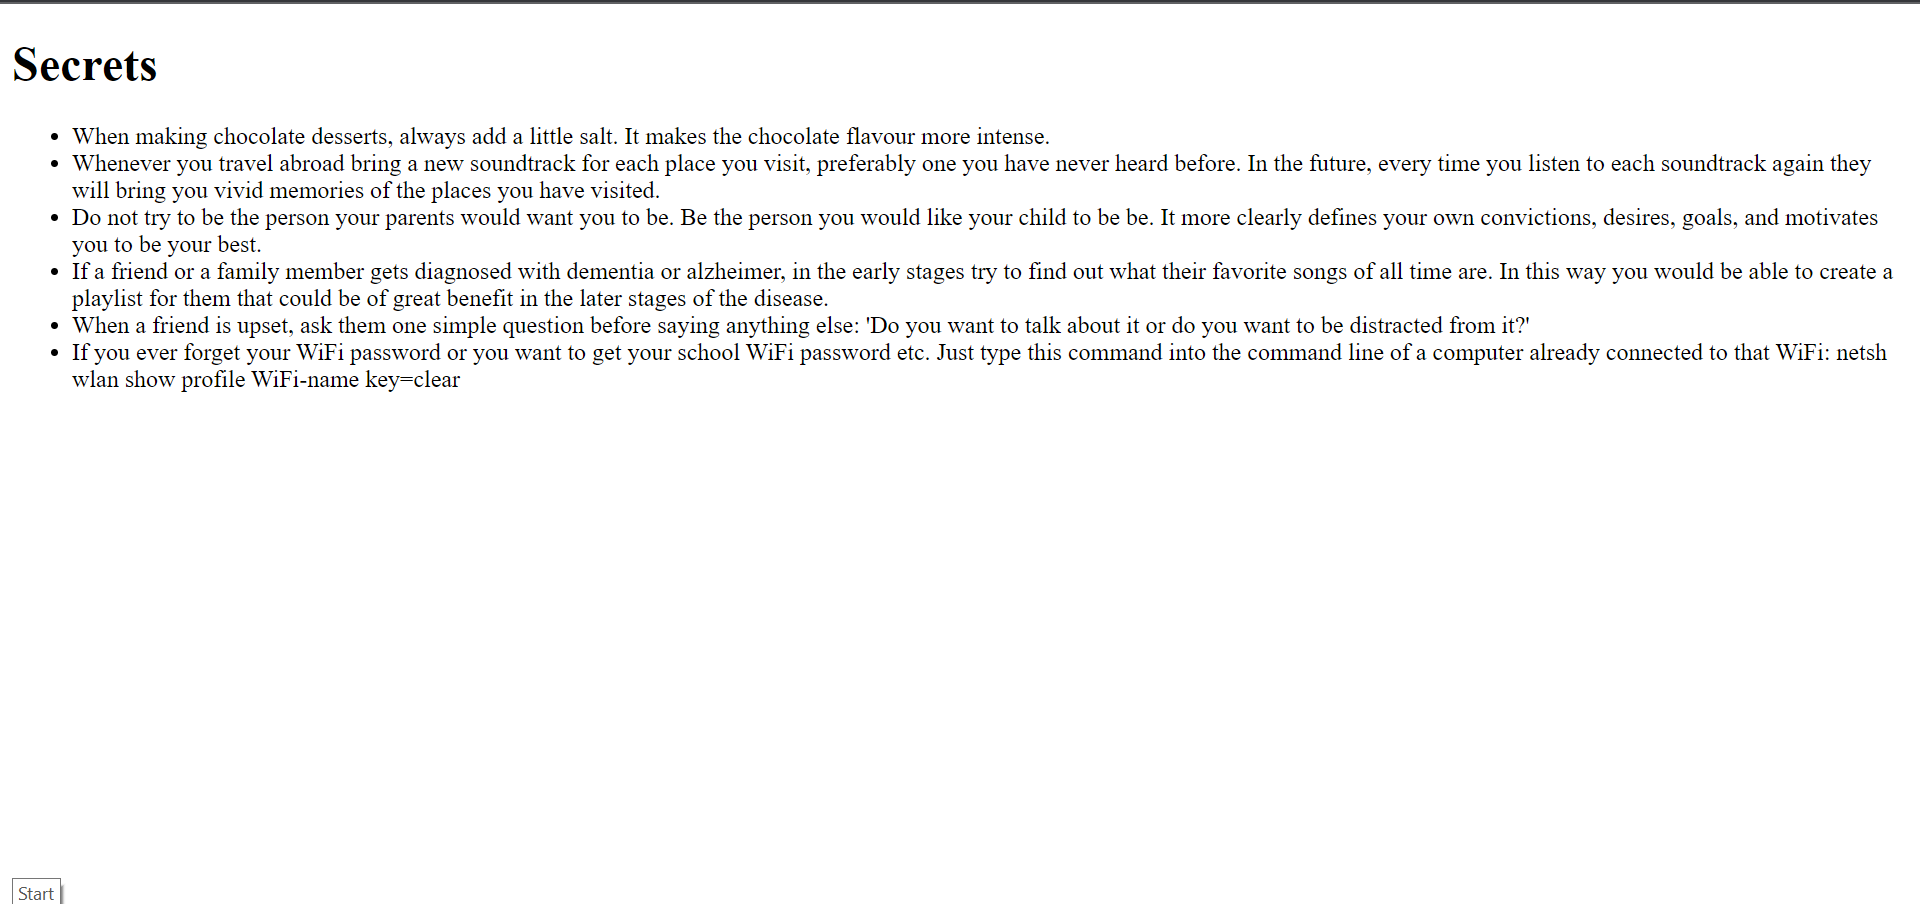 Secrets
When making chocolate desserts, always add a little salt. It makes the chocolate flavour more intense.
Whenever you travel abroad bring a new soundtrack for each place you visit, preferably one you have never heard before. In the future, every time you listen to each soundtrack again they
will bring you vivid memories of the places you have visited.
Do not try to be the person your parents would want you to be. Be the person you would like your child to be be. It more clearly defines your own convictions, desires, goals, and motivates
you to be your best.
If a friend or a family member gets diagnosed with dementia or alzheimer, in the early stages try to find out what their favorite songs of all time are. In this way you would be able to create a
playlist for them that could be of great benefit in the later stages of the disease.
When a friend is upset, ask them one simple question before saying anything else: 'Do you want to talk about it or do you want to be distracted from it?'
If you ever forget your WiFi password or you want to get your school WiFi password etc. Just type this command into the command line of a computer already connected to that WiFi: netsh
wlan show profile WiFi-name key=clear
Start